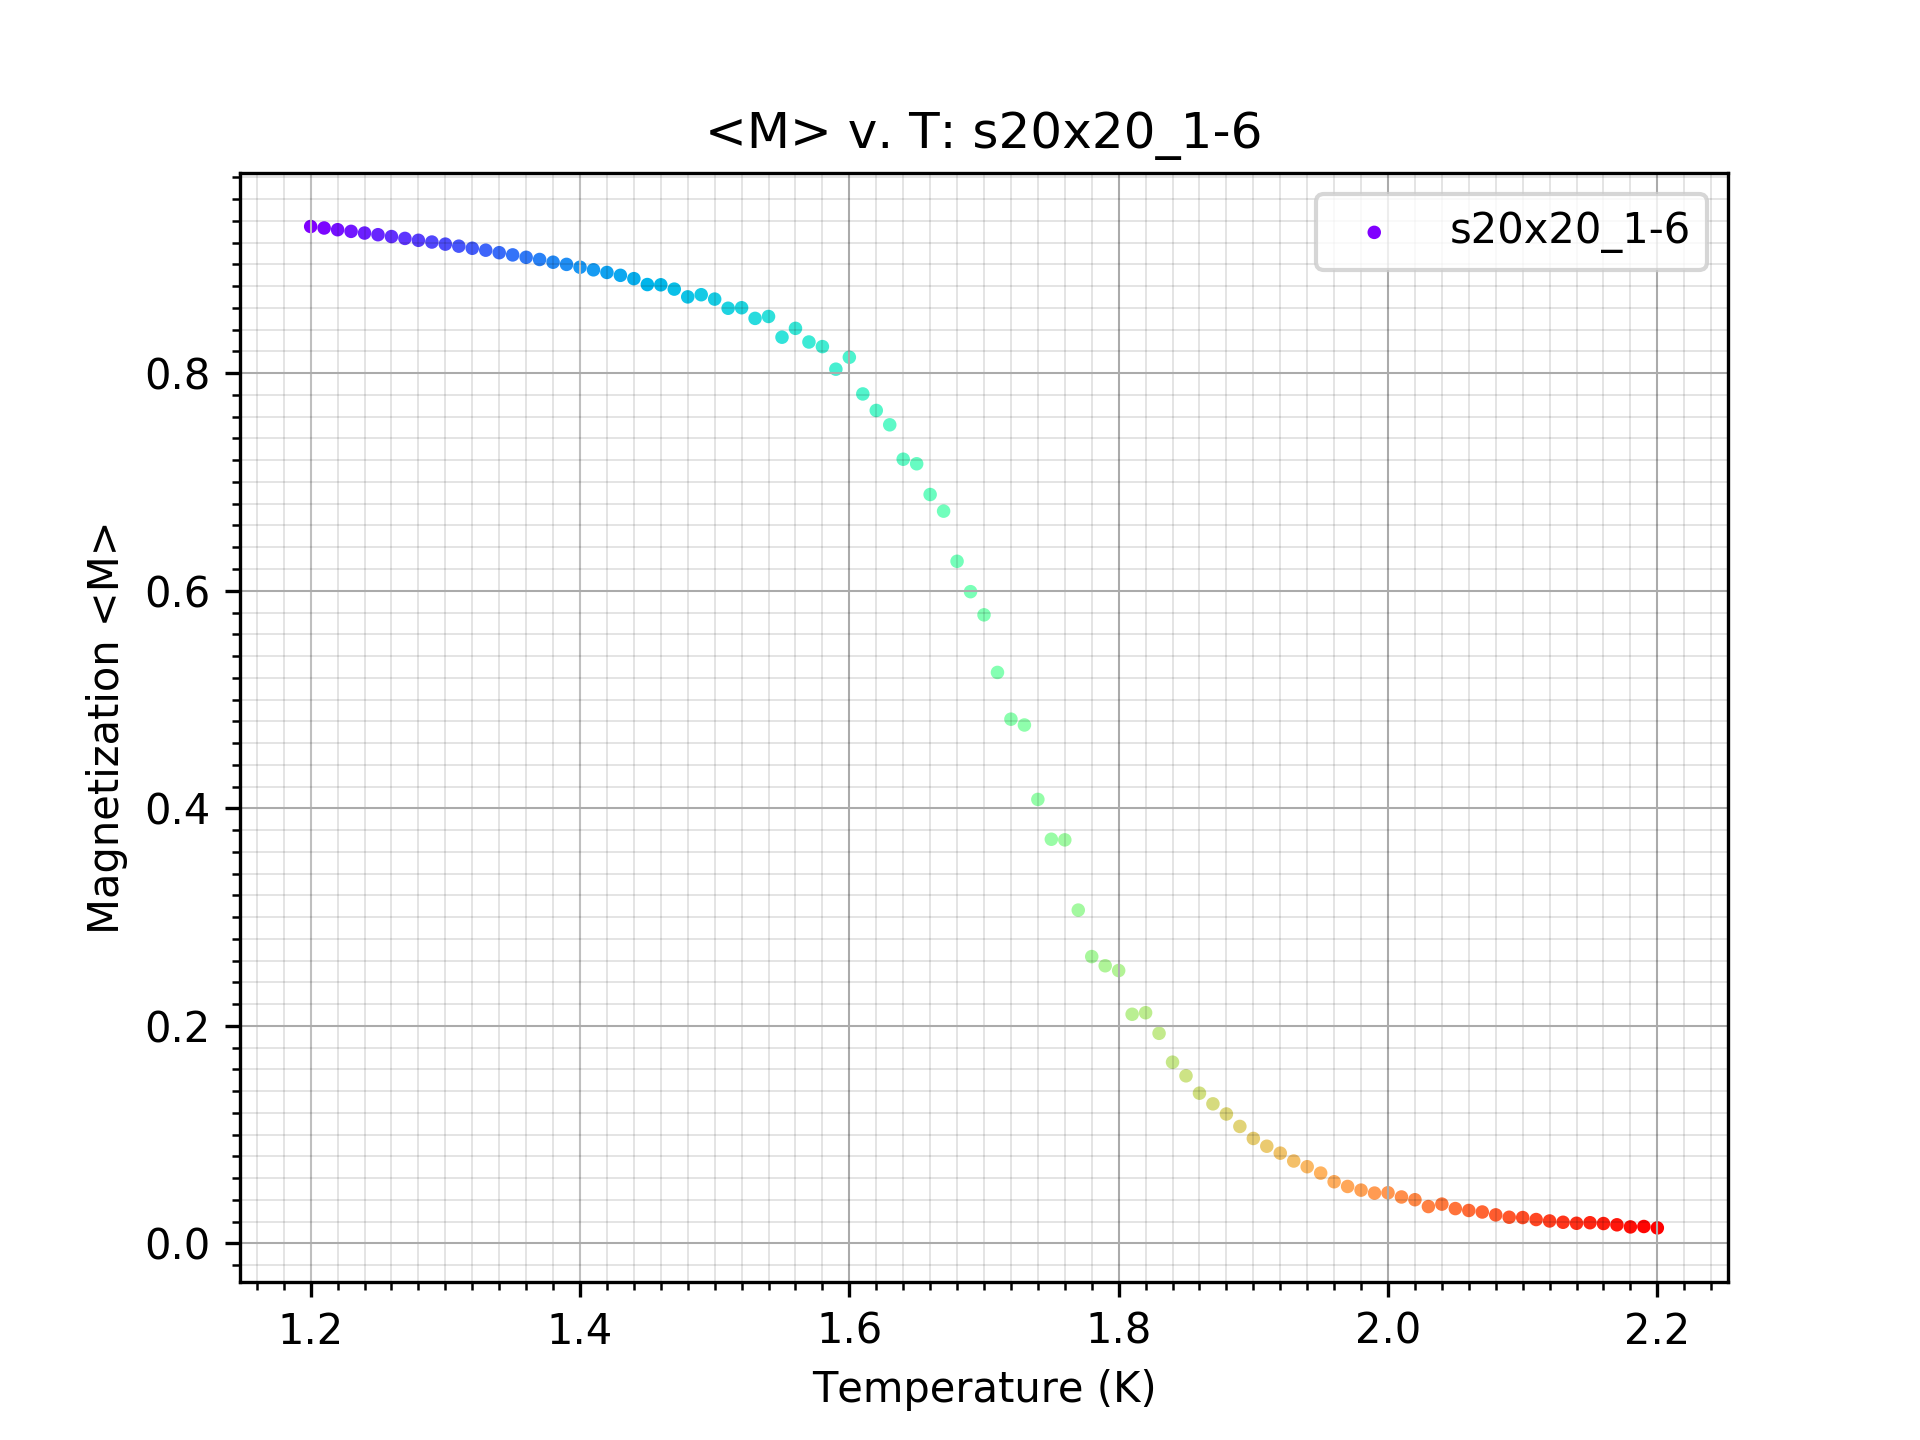 <M> v. T: s20x20_1-6
s20x20_1-6
Magnetization <M>
0.8
0.6
0.4
0.2
0.0
1.2 1.4 1.6 1.8 2.0 2.2
Temperature (K)